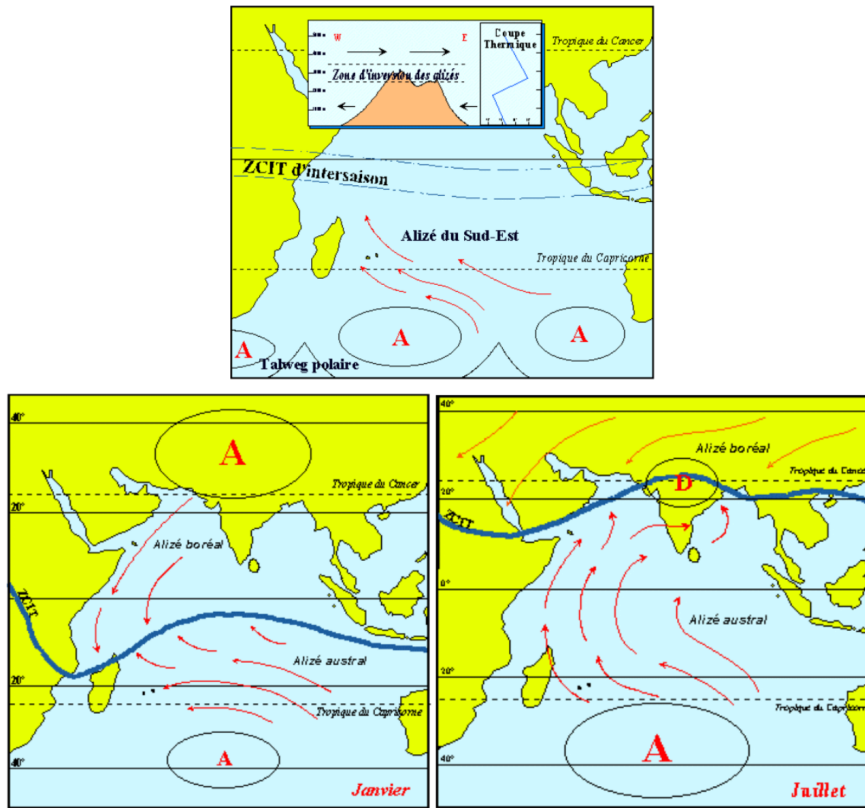 Coupe
Thermique
W
E
Zone d'inversion des alizés
Tropique du Cancer
ZCIT d'intersaison
Alizé du Sud-Est
Tropique du Capricorne
A
A
A
Talweg polaire
40°
A
Tropique du Cancer
20°
Alizé boréal
0°
ZCIT
Alizé austral
20°
Tropique du Capricorne
A
40°
Janvier
40°
Alizé boréal
D
Tropique du Cancer
20°
ZCIT
0°
Alizé austral
20°
Tropique du Capricorne
A
40°
Juillet